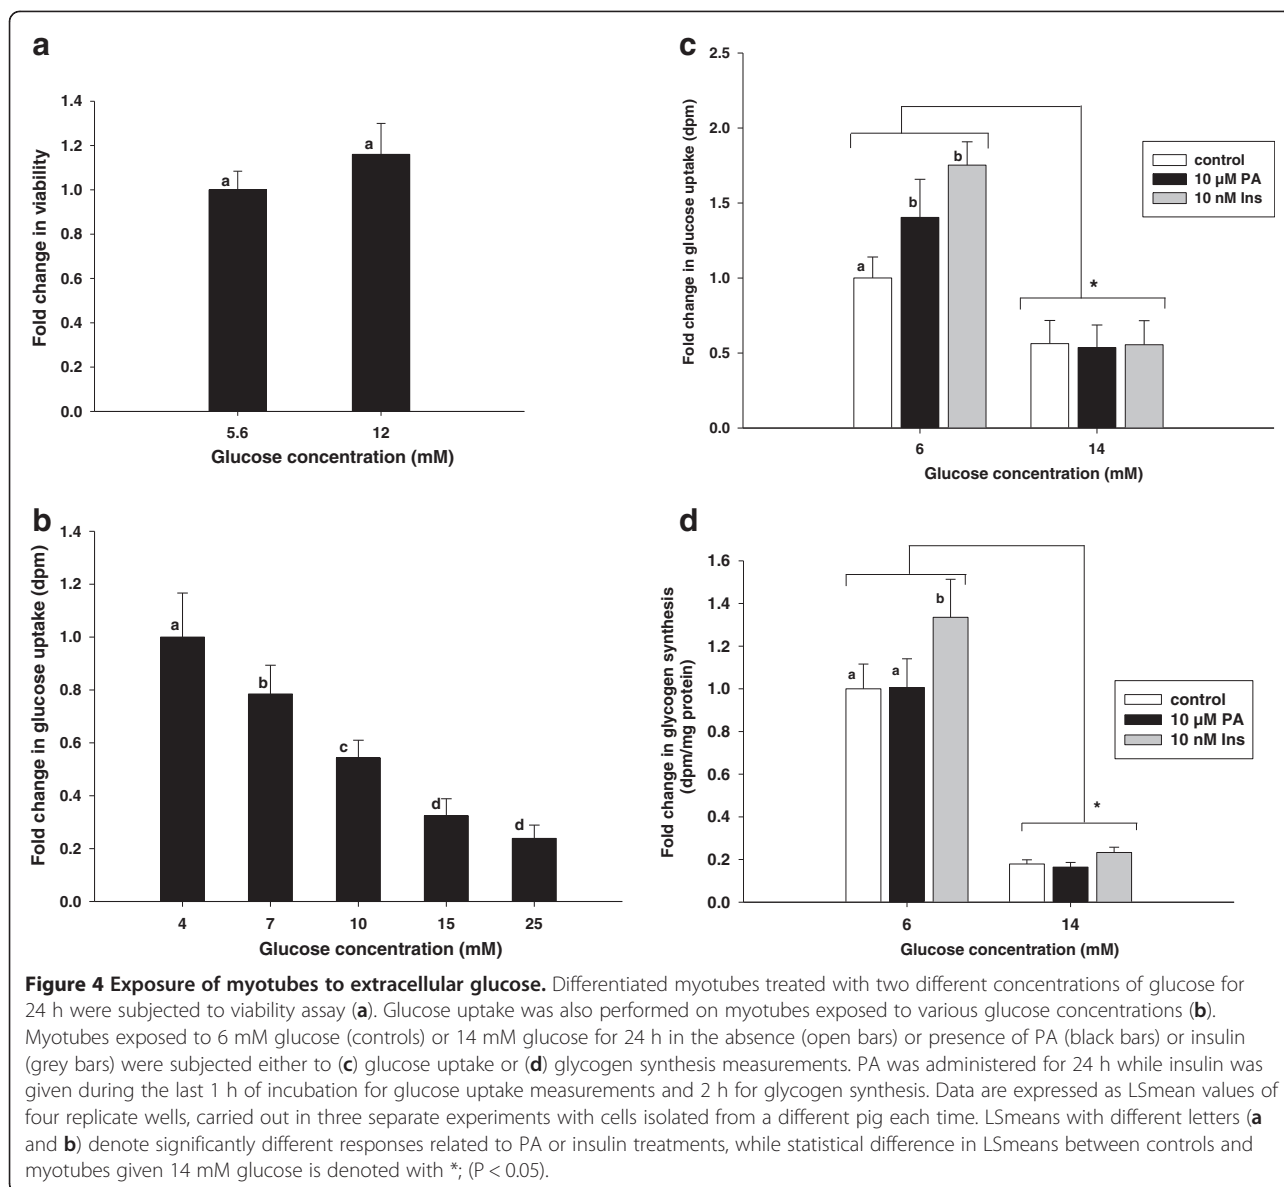 a
1.4
1.2
1.0
0.8
0.6
0.4
0.2
0.0
Fold change in viability
a
a
5.6 12
Glucose concentration (mM)
b
1.4
1.2
1.0
0.8
0.6
0.4
0.2
0.0
Fold change in glucose uptake (dpm)
a
b
c
d
d
4 7 10 15 25
Glucose concentration (mM)
c
2.5
2.0
1.5
1.0
0.5
0.0
Fold change in glucose uptake (dpm)
a
b
b
*
control
10 µM PA
10 nM Ins
6 14
Glucose concentration (mM)
d
1.6
1.4
1.2
1.0
0.8
0.6
0.4
0.2
0.0
Fold change in glycogen synthesis
(dpm/mg protein)
a
a
b
*
control
10 µM PA
10 nM Ins
6 14
Glucose concentration (mM)
Figure 4 Exposure of myotubes to extracellular glucose. Differentiated myotubes treated with two different concentrations of glucose for
24 h were subjected to viability assay (a). Glucose uptake was also performed on myotubes exposed to various glucose concentrations (b).
Myotubes exposed to 6 mM glucose (controls) or 14 mM glucose for 24 h in the absence (open bars) or presence of PA (black bars) or insulin
(grey bars) were subjected either to (c) glucose uptake or (d) glycogen synthesis measurements. PA was administered for 24 h while insulin was
given during the last 1 h of incubation for glucose uptake measurements and 2 h for glycogen synthesis. Data are expressed as LSmean values of
four replicate wells, carried out in three separate experiments with cells isolated from a different pig each time. LSmeans with different letters (a
and b) denote significantly different responses related to PA or insulin treatments, while statistical difference in LSmeans between controls and
myotubes given 14 mM glucose is denoted with *; (P < 0.05).